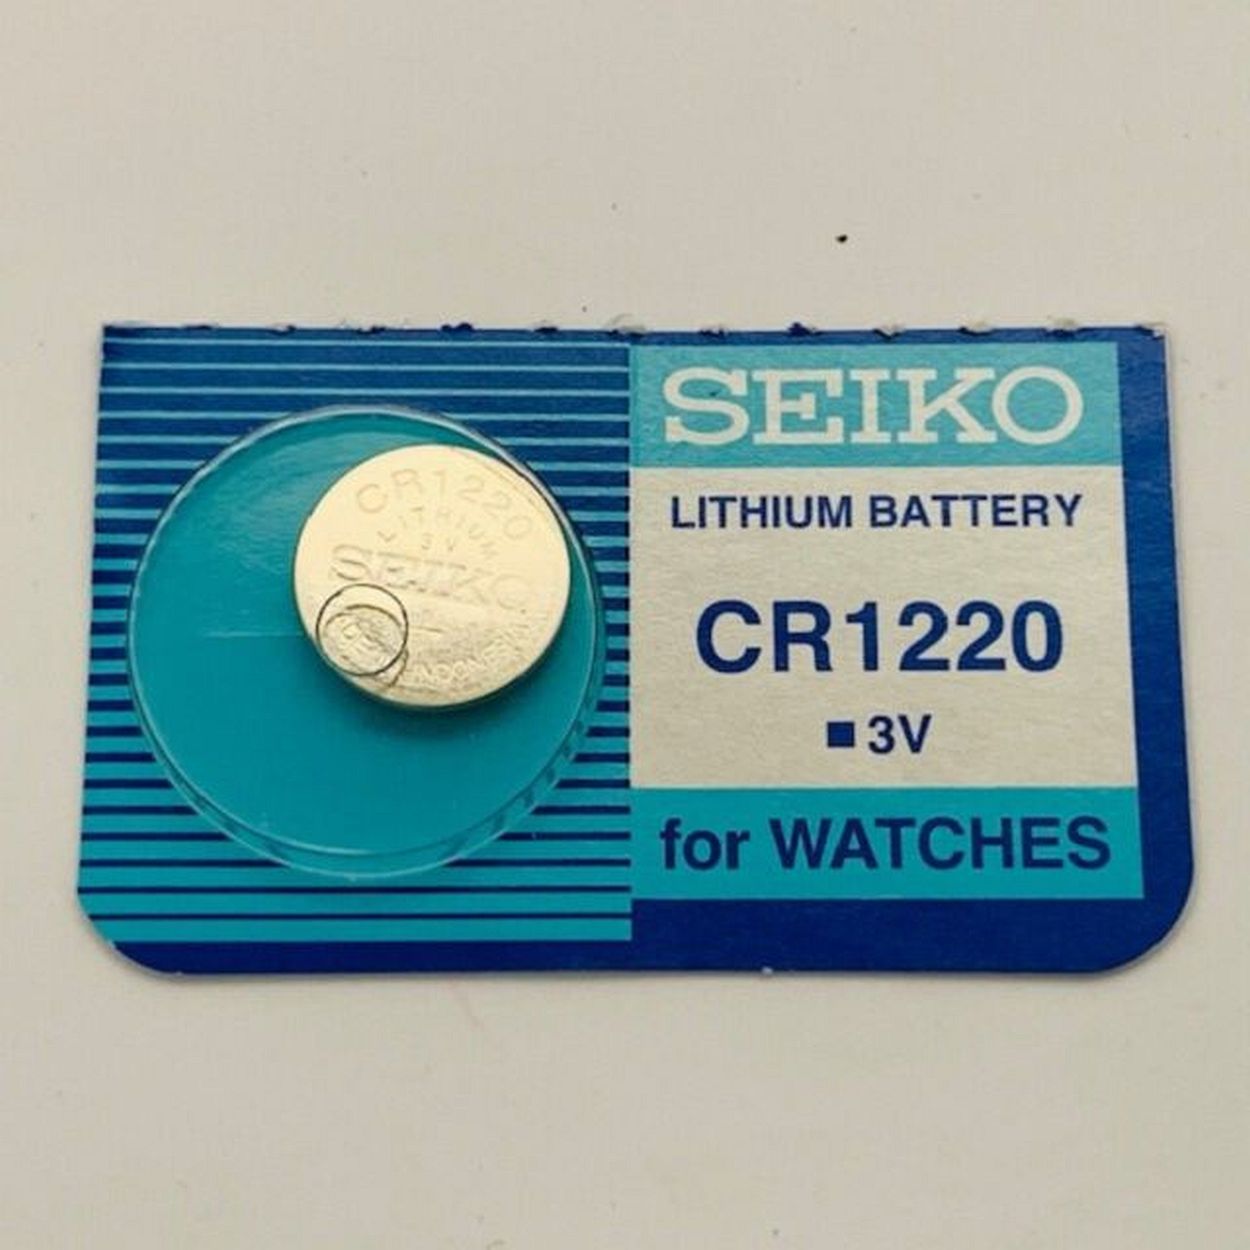 CR1220
LITHIUM
3V
SEIKO
SEIKO
LITHIUM BATTERY
CR1220
■3V
for WATCHES